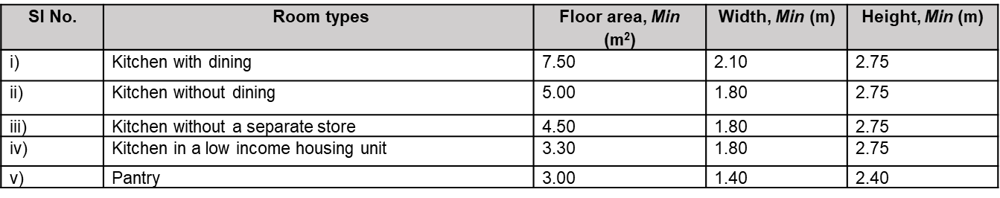 Sl No. Room types Floor area, Min (m²) Width, Min (m) Height, Min (m)
i) Kitchen with dining 7.50 2.10 2.75
ii) Kitchen without dining 5.00 1.80 2.75
iii) Kitchen without a separate store 4.50 1.80 2.75
iv) Kitchen in a low income housing unit 3.30 1.80 2.75
v) Pantry 3.00 1.40 2.40